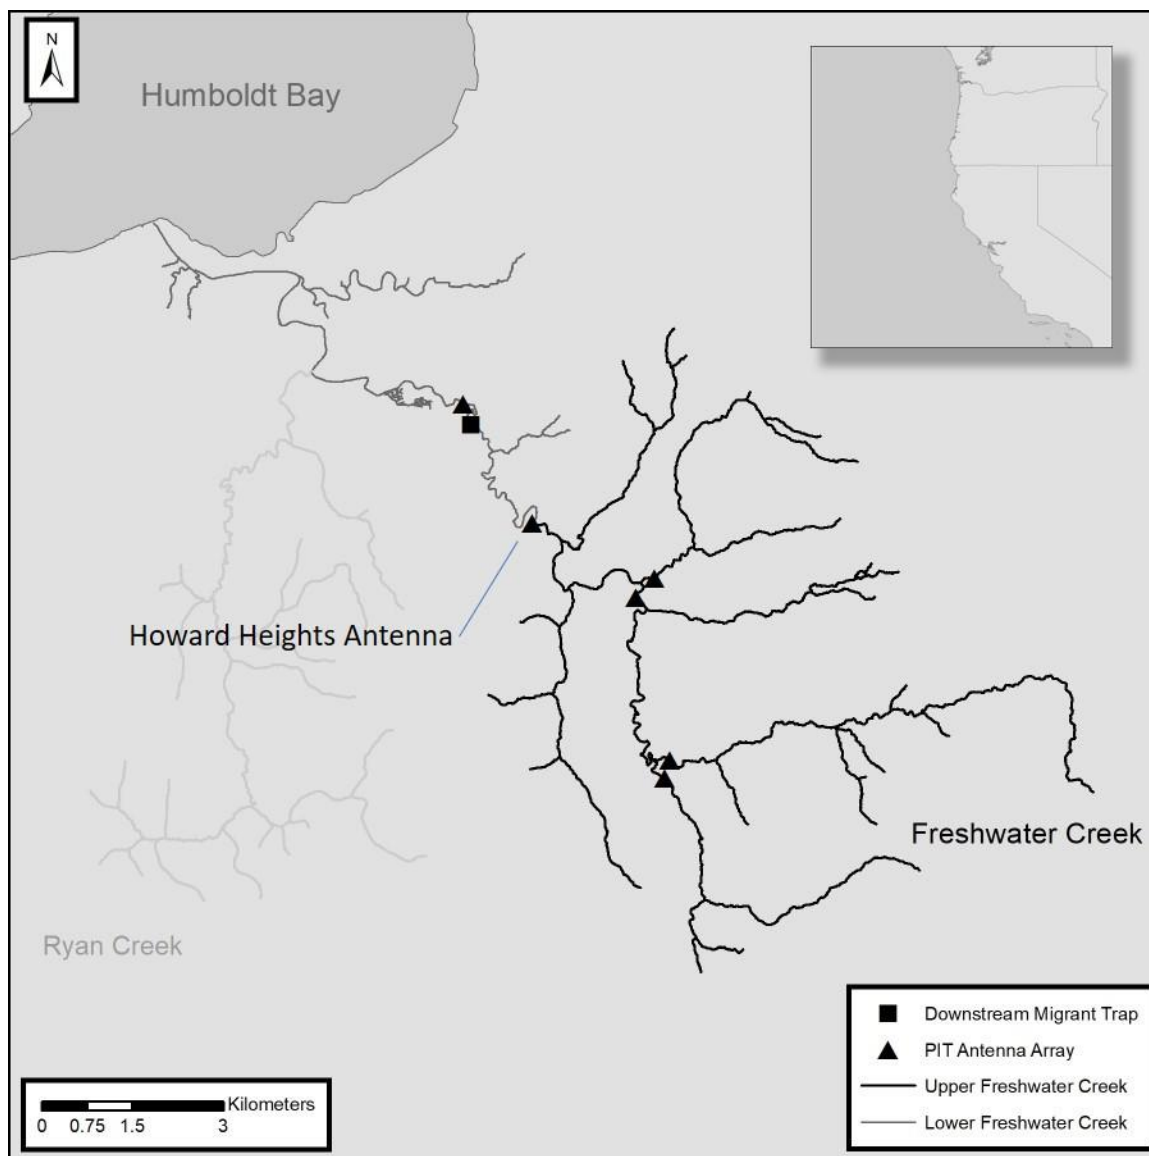 N
Humboldt Bay
Howard Heights Antenna
Freshwater Creek
Ryan Creek
Downstream Migrant Trap
PIT Antenna Array
Upper Freshwater Creek
Lower Freshwater Creek
Kilometers
0 0.75 1.5 3